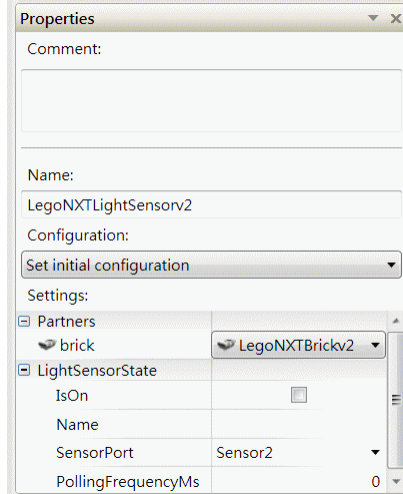 Properties
Comment:
Name:
LegoNXTLightSensorv2
Configuration:
Set initial configuration
Settings:
Partners
brick LegoNXTBrickv2
LightSensorState
IsOn
Name
SensorPort Sensor2
PollingFrequencyMs 0